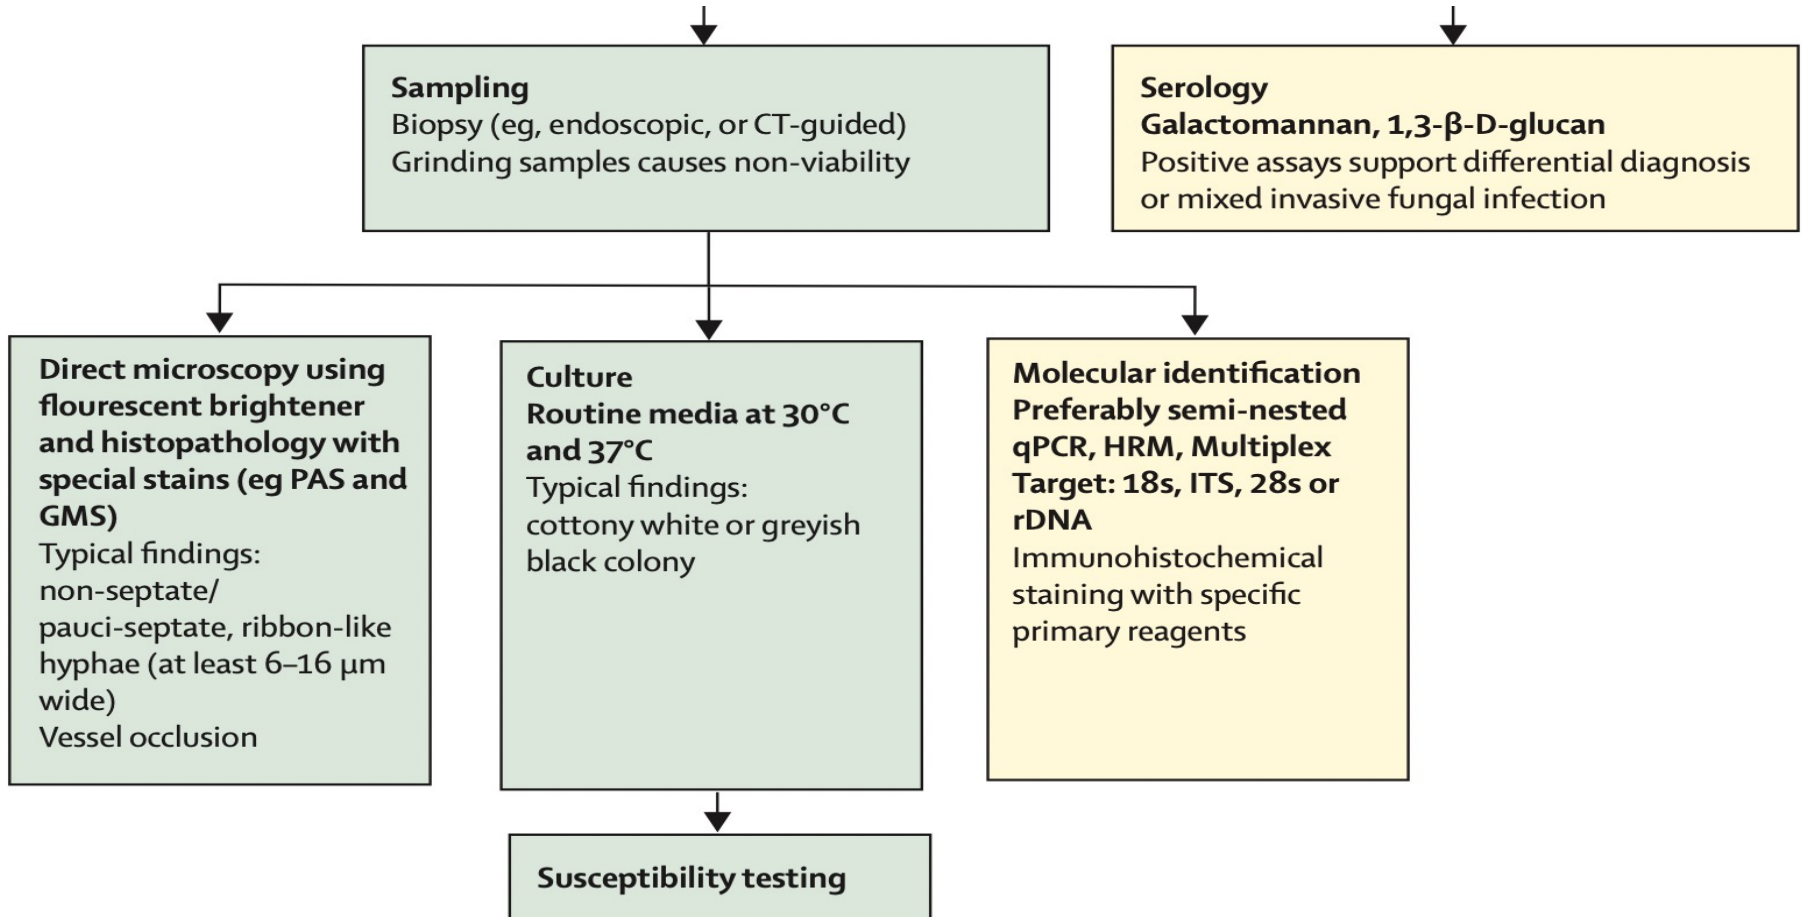 Sampling
Biopsy (eg, endoscopic, or CT-guided)
Grinding samples causes non-viability
Serology
Galactomannan, 1,3-β-D-glucan
Positive assays support differential diagnosis
or mixed invasive fungal infection
Direct microscopy using
flourescent brightener
and histopathology with
special stains (eg PAS and
GMS)
Typical findings:
non-septate/
pauci-septate, ribbon-like
hyphae (at least 6–16 µm
wide)
Vessel occlusion
Culture
Routine media at 30°C
and 37°C
Typical findings:
cottony white or greyish
black colony
Molecular identification
Preferably semi-nested
qPCR, HRM, Multiplex
Target: 18s, ITS, 28s or
rDNA
Immunohistochemical
staining with specific
primary reagents
Susceptibility testing